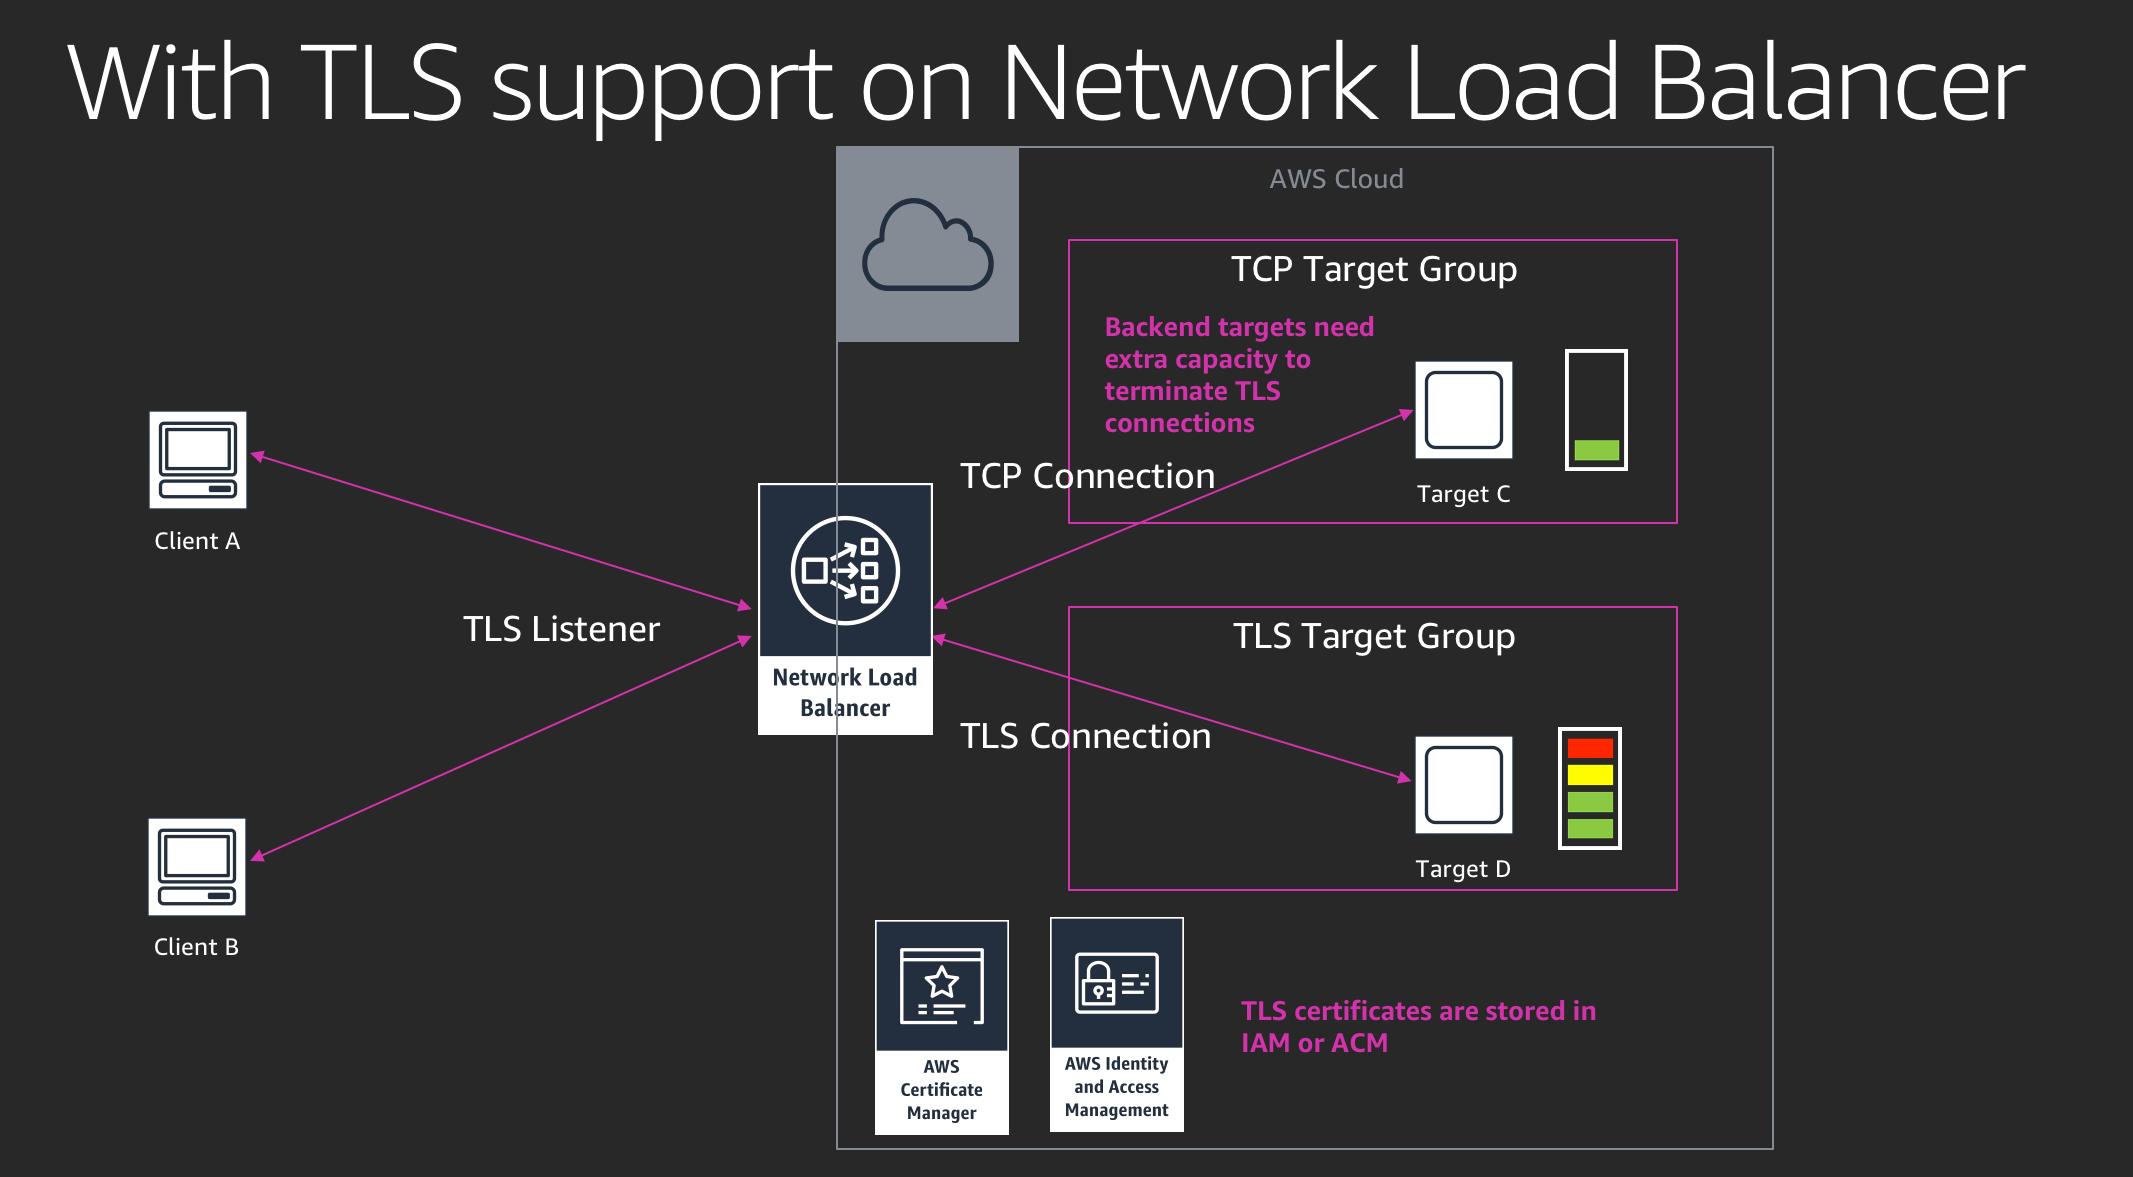 With TLS support on Network Load Balancer
AWS Cloud
TCP Target Group
Backend targets need
extra capacity to
terminate TLS
connections
TCP Connection
Target C
Client A
TLS Listener
Network Load
Balancer
TLS Target Group
TLS Connection
Target D
Client B
AWS
Certificate
Manager
AWS Identity
and Access
Management
TLS certificates are stored in
IAM or ACM